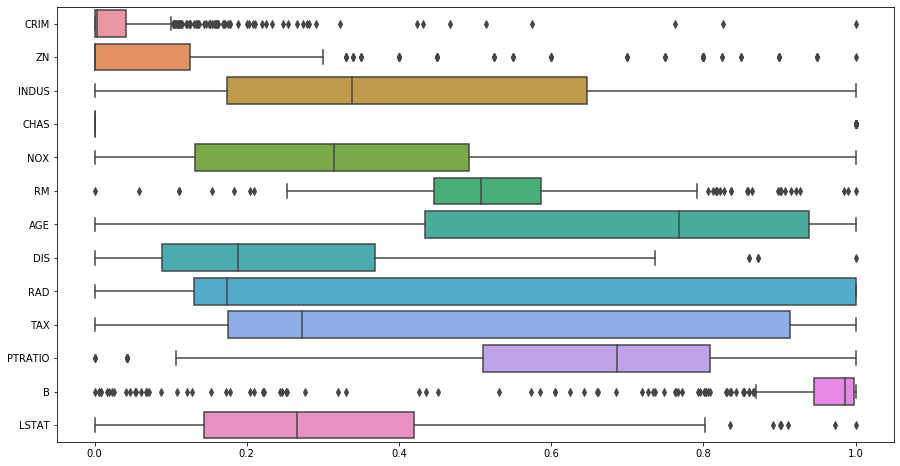 CRIM
ZN
INDUS
CHAS
NOX
RM
AGE
DIS
RAD
TAX
PTRATIO
B
LSTAT
0.0 0.2 0.4 0.6 0.8 1.0